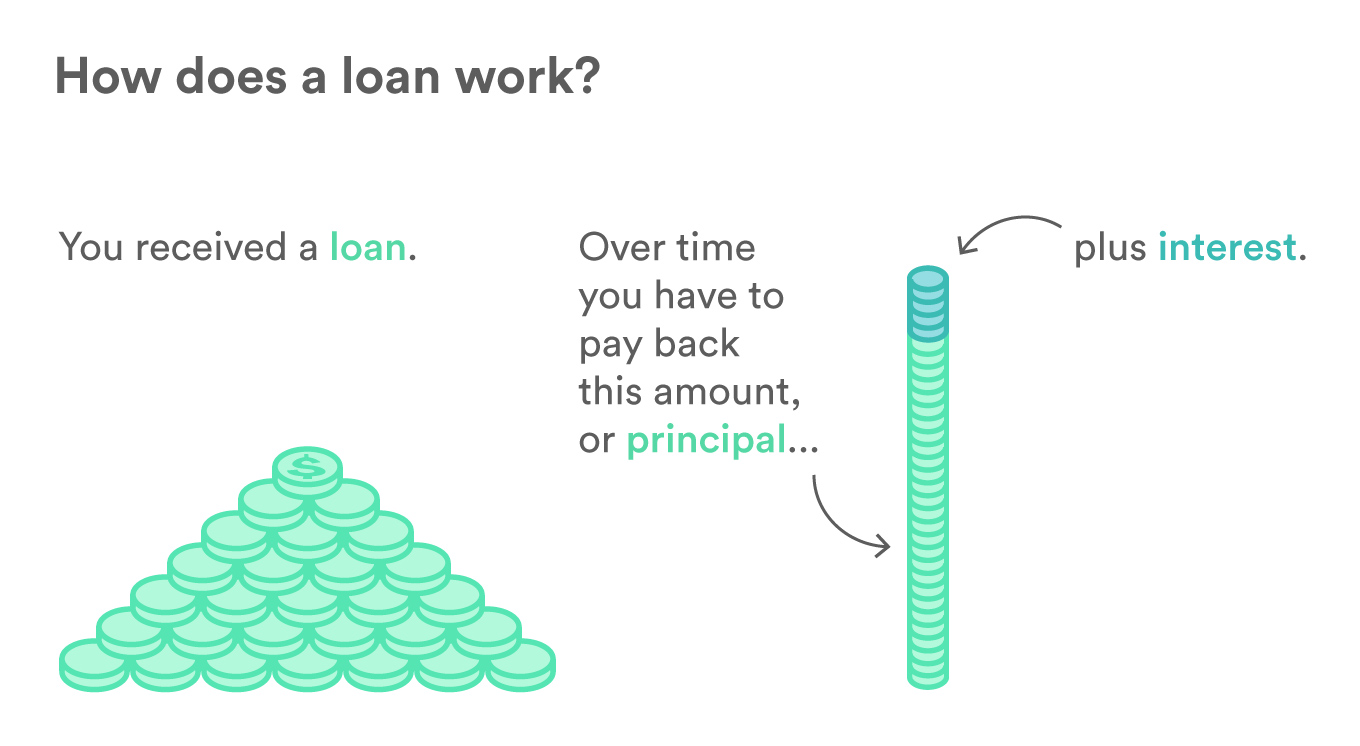 How does a loan work?
You received a loan.
Over time
you have to
pay back
this amount,
or principal...
plus interest.
$